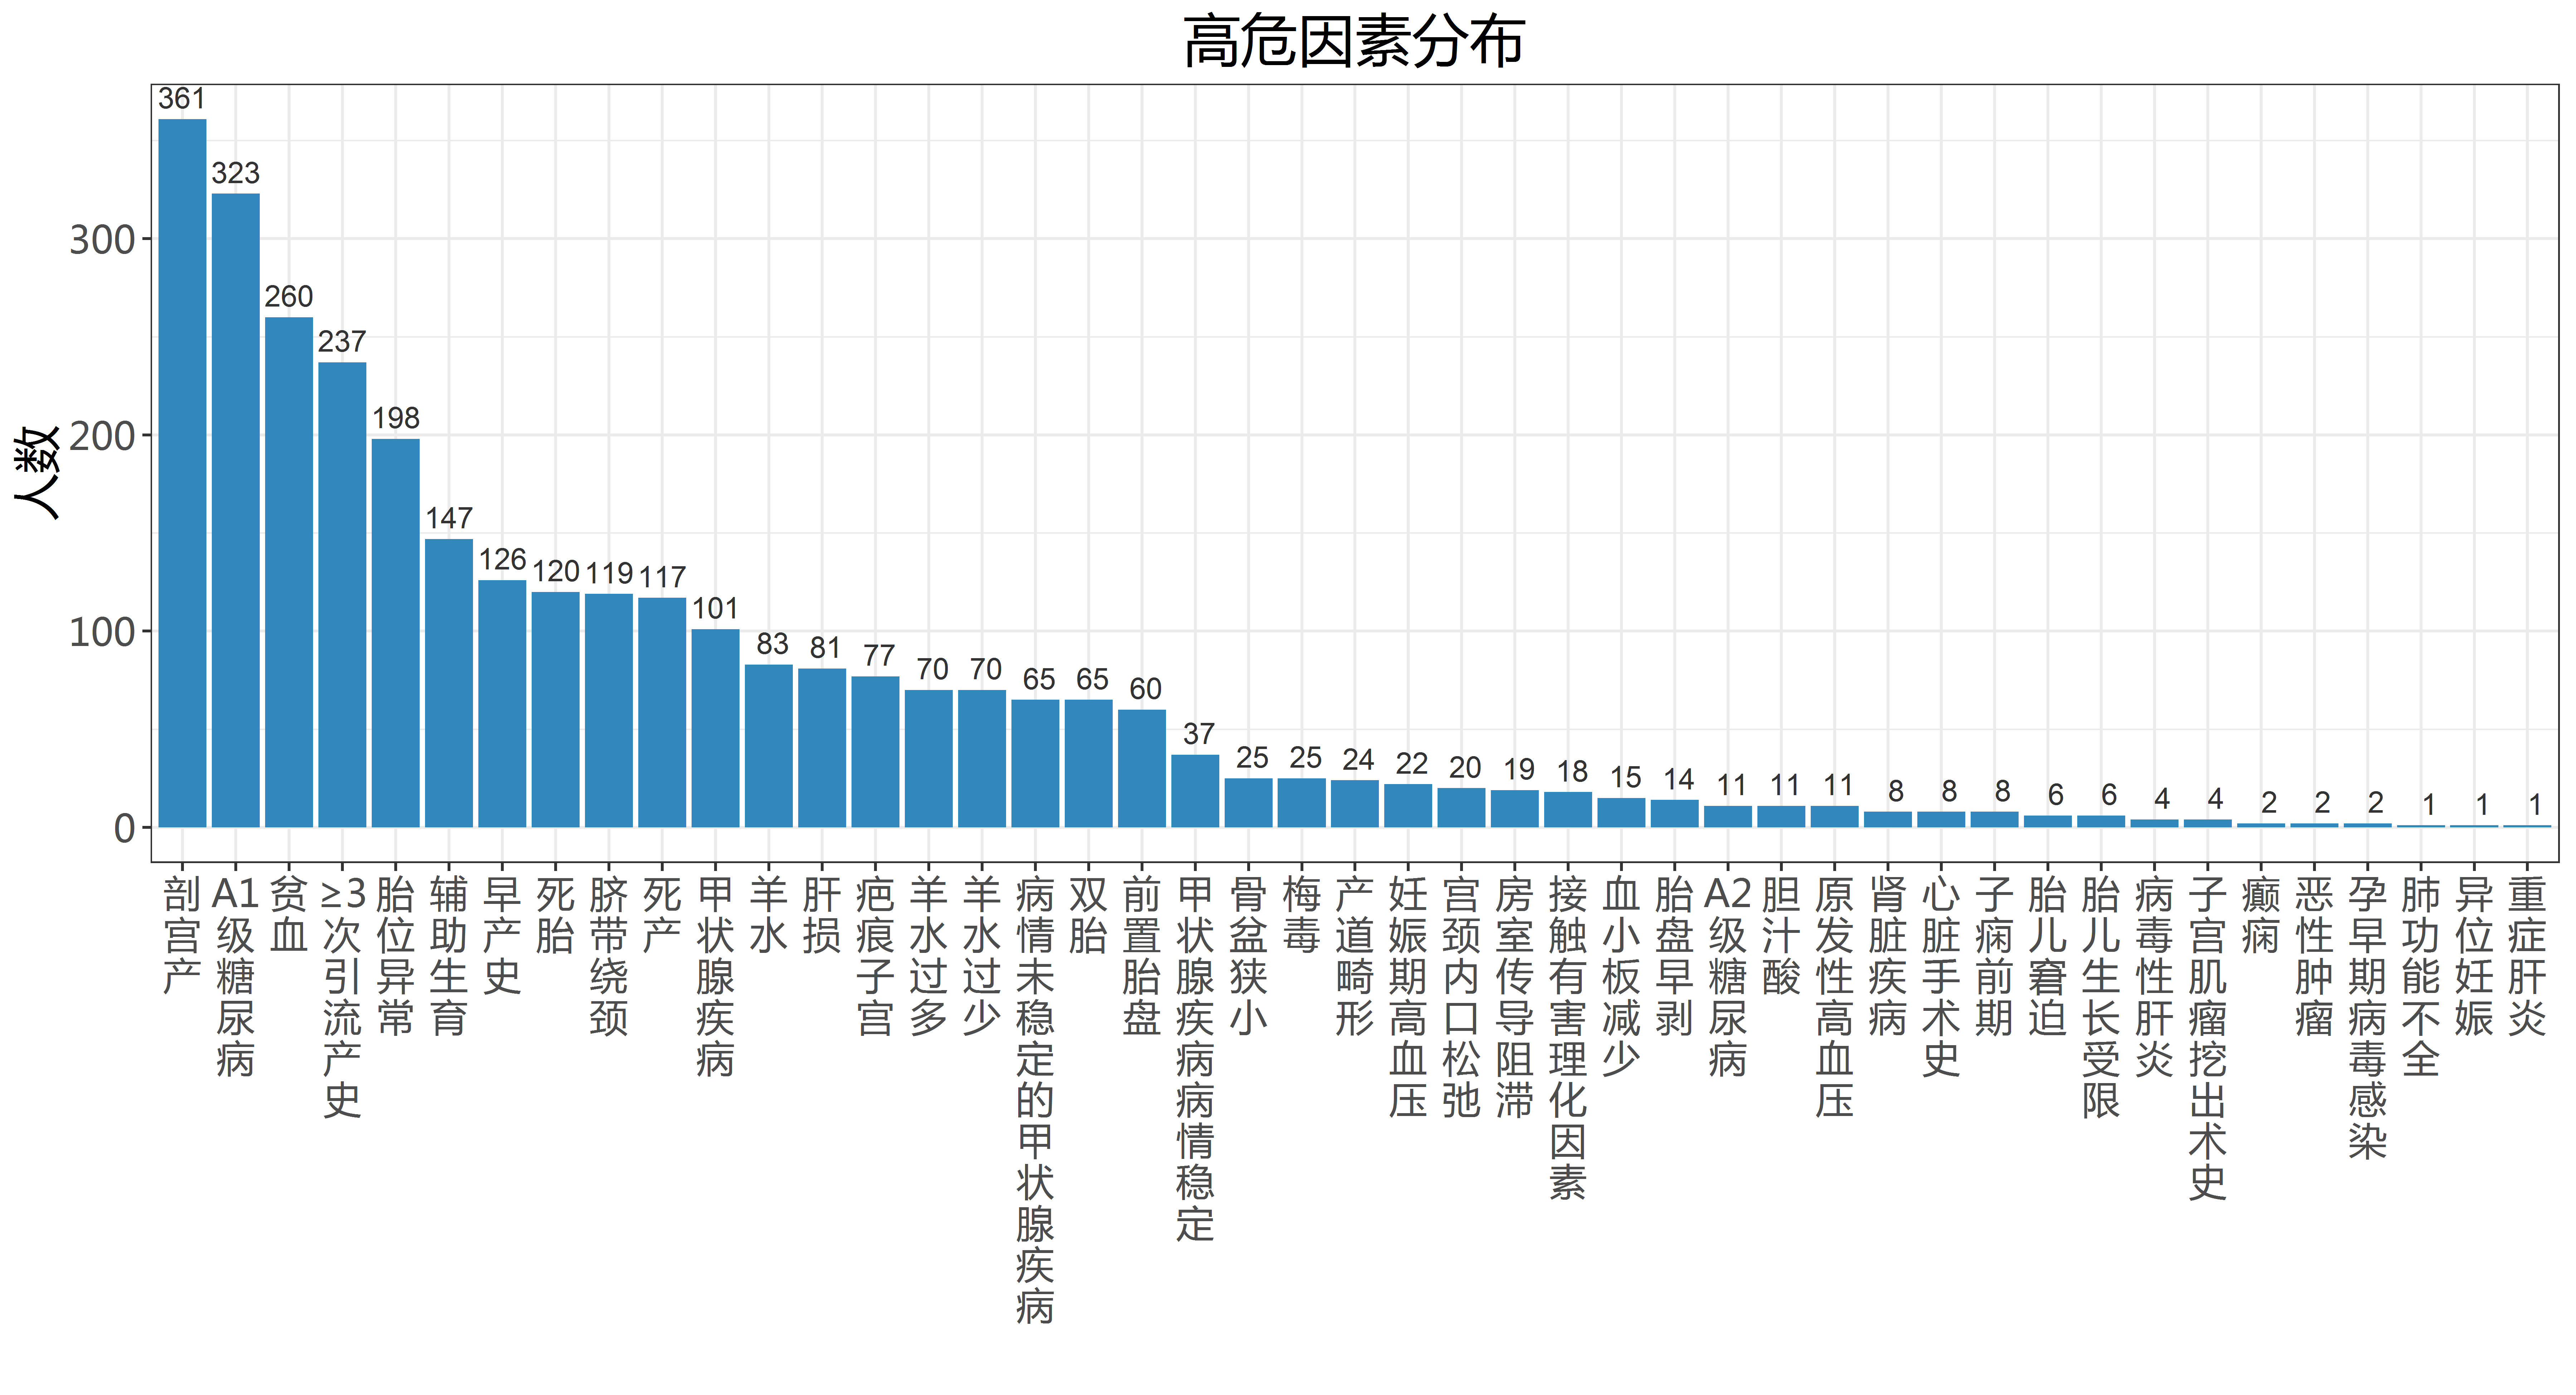 高危因素分布
人数
300
200
100
0
361
323
260
237
198
147
126
120
119
117
101
83
81
77
70
70
65
65
60
37
25
25
24
22
20
19
18
15
14
11
11
11
8
8
8
6
6
4
4
2
2
2
1
1
1
剖宫产
A1级糖尿病
贫血
≥3次引流产史
胎位异常
辅助生育
早产史
死胎
脐带绕颈
死产
甲状腺疾病
羊水
肝损
疤痕子宫
羊水过多
羊水过少
病情未稳定的甲状腺疾病
双胎
前置胎盘
甲状腺疾病病情稳定
骨盆狭小
梅毒
产道畸形
妊娠期高血压
宫颈内口松弛
房室传导阻滞
接触有害理化因素
血小板减少
胎盘早剥
A2级糖尿病
胆汁酸
原发性高血压
肾脏疾病
心脏手术史
子痫前期
胎儿窘迫
胎儿生长受限
病毒性肝炎
子宫肌瘤挖出术史
癫痫
恶性肿瘤
孕早期病毒感染
肺功能不全
异位妊娠
重症肝炎